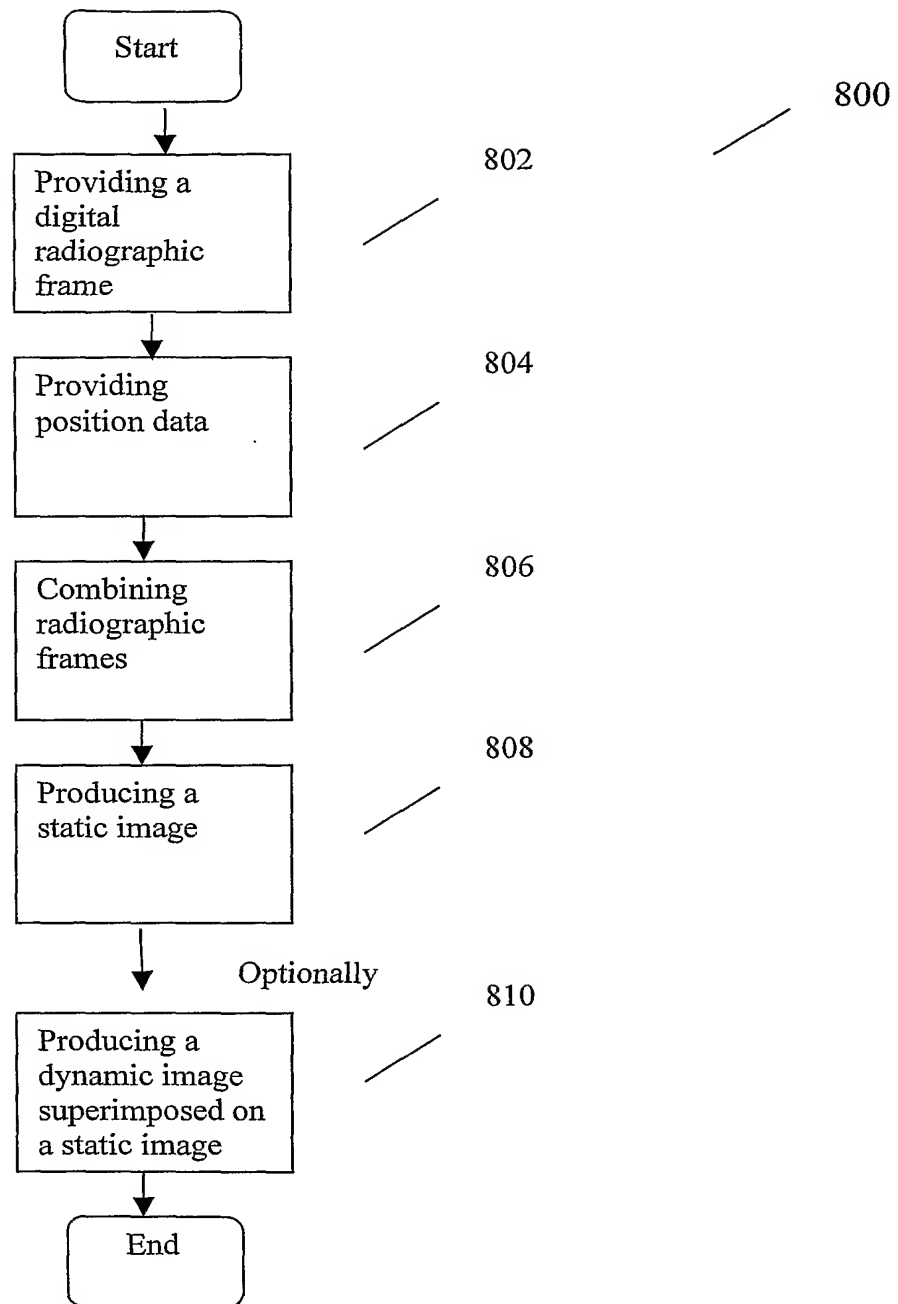 Start
800
802
Providing a
digital
radiographic
frame
804
Providing
position data
806
Combining
radiographic
frames
808
Producing a
static image
Optionally
810
Producing a
dynamic image
superimposed on
a static image
End